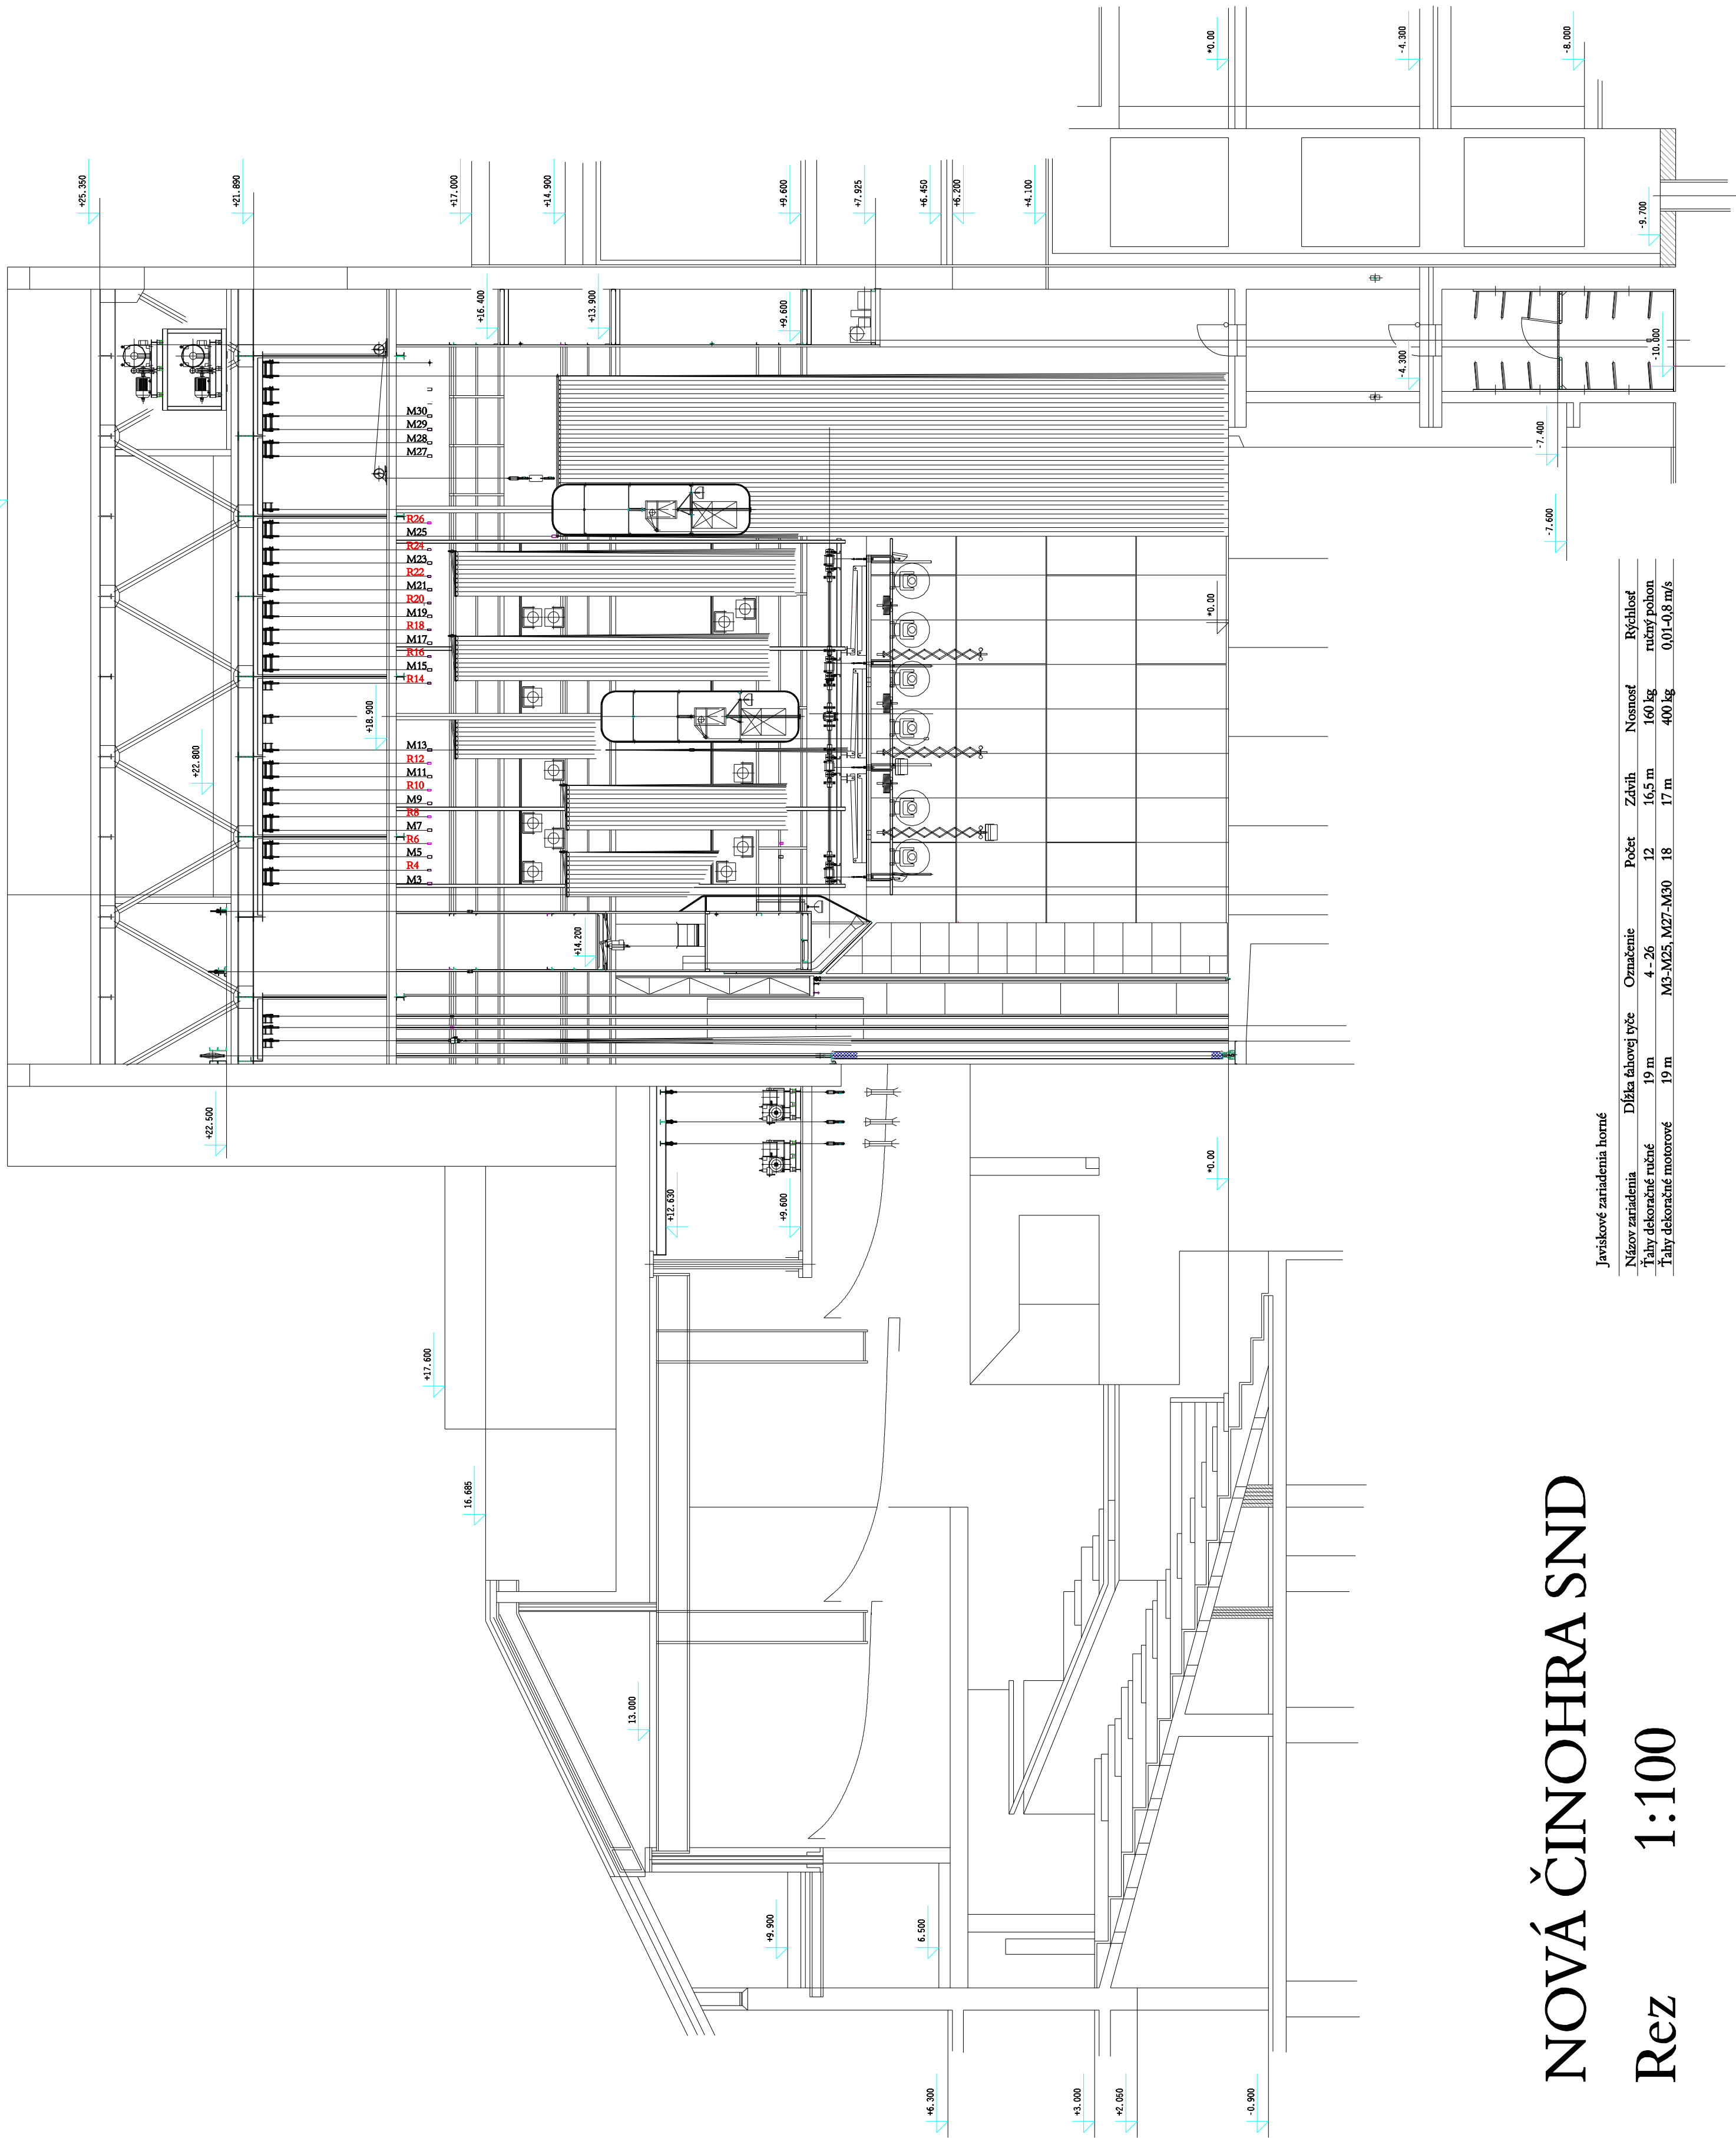 +25.350
+21.890
+17.000
+14.900
+9.600
+7.925
+6.450
+6.200
+4.100
*0.00
-4.300
-8.000
-9.700
+16.400
+13.900
+9.600
-4.300
-10.000
-7.400
-7.600
*0.00
M30
M29
M28
M27
R26
M25
R24
M23
R22
M21
R20
M19
R18
M17
R16
M15
R14
M13
R12
M11
R10
M9
R8
M7
R6
M5
R4
M3
+18.900
+22.800
+14.200
+22.500
+12.630
+9.600
*0.00
+17.600
16.685
13.000
+9.900
6.500
+6.300
+3.000
+2.050
-0.900
Javiskové zariadenia horné
Názov zariadenia Dĺžka ťahovej tyče Označenie Počet Zdvih Nosnosť Rýchlosť
Ťahy dekoračné ručné 19 m 4 - 26 12 16,5 m 160 kg ručný pohon
Ťahy dekoračné motorové 19 m M3-M25, M27-M30 18 17 m 400 kg 0,01-0,8 m/s
NOVÁ ČINOHRA SND
Rez 1:100